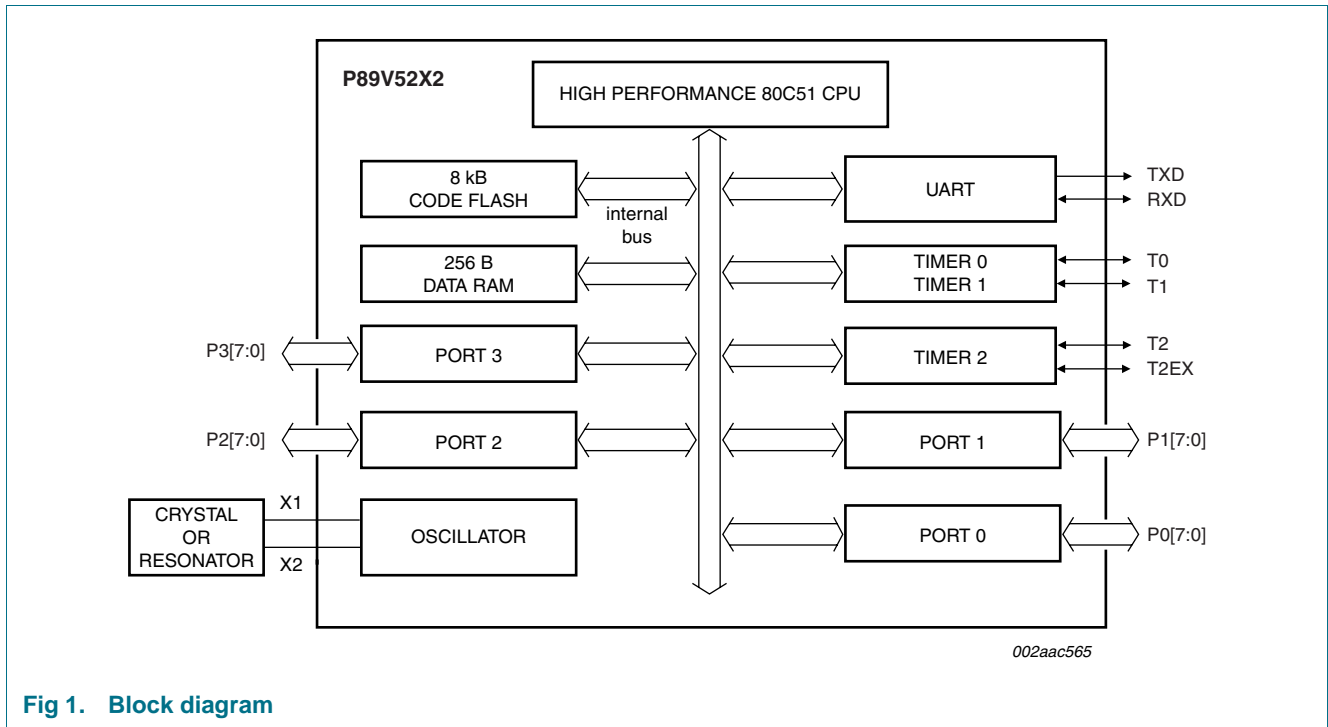 P89V52X2
HIGH PERFORMANCE 80C51 CPU
8 kB
CODE FLASH
internal
bus
UART
TXD
RXD
256 B
DATA RAM
TIMER 0
TIMER 1
T0
T1
P3[7:0]
PORT 3
TIMER 2
T2
T2EX
P2[7:0]
PORT 2
PORT 1
P1[7:0]
CRYSTAL
OR
RESONATOR
X1
X2
OSCILLATOR
PORT 0
P0[7:0]
002aac565
Fig 1. Block diagram